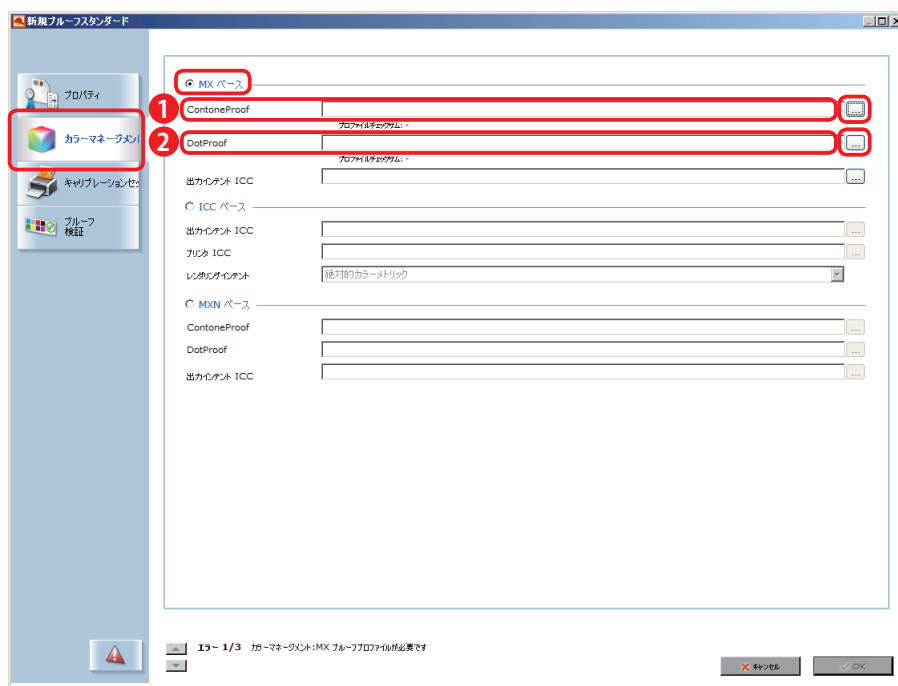 新規プルーフスタンダード
プロパティ
カラーマネージメント
キャリブレーションセッ
プルーフ
検証
MX ベース
1 ContoneProof ...
プロファイルチェックサム: -
2 DotProof ...
プロファイルチェックサム: -
出力インテント ICC ...
ICC ベース
出力インテント ICC ...
プリンタ ICC ...
レンダリングインテント 絶対的カラーメトリック
MXN ベース
ContoneProof ...
DotProof ...
出力インテント ICC ...
エラー 1/3 カラーマネージメント:MX プルーフプロファイルが必要です
キャンセル OK